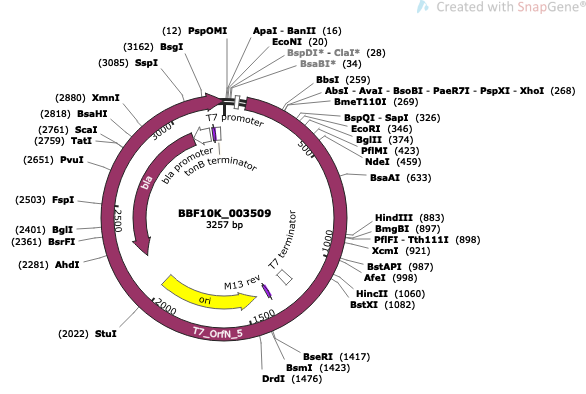 Created with SnapGene®
(12) PspOMI
ApaI - BanII (16)
EcoNI (20)
BspDI* - ClaI* (28)
BsaBI* (34)
(3162) BsgI
(3085) SspI
(2880) XmnI
(2818) BsaHI
(2761) ScaI
(2759) TatI
(2651) PvuI
(2503) FspI
(2401) BglI
(2361) BsrFI
(2281) AhdI
(2022) StuI
BbsI (259)
AbsI - AvaI - BsoBI - PaeR7I - PspXI - XhoI (268)
BmeT110I (269)
BspQI - SapI (326)
EcoRI (346)
BglII (374)
PflMI (423)
NdeI (459)
BsaAI (633)
HindIII (883)
BmgBI (897)
PflFI - Tth111I (898)
XcmI (921)
BstAPI (987)
AfeI (998)
HincII (1060)
BstXI (1082)
BseRI (1417)
BsmI (1423)
DrdI (1476)
T7 promoter
bla promoter
tonB terminator
bla
BBF10K_003509
3257 bp
T7 terminator
M13 rev
ori
T7_OrfN_5
500
1000
1500
2000
2500
3000